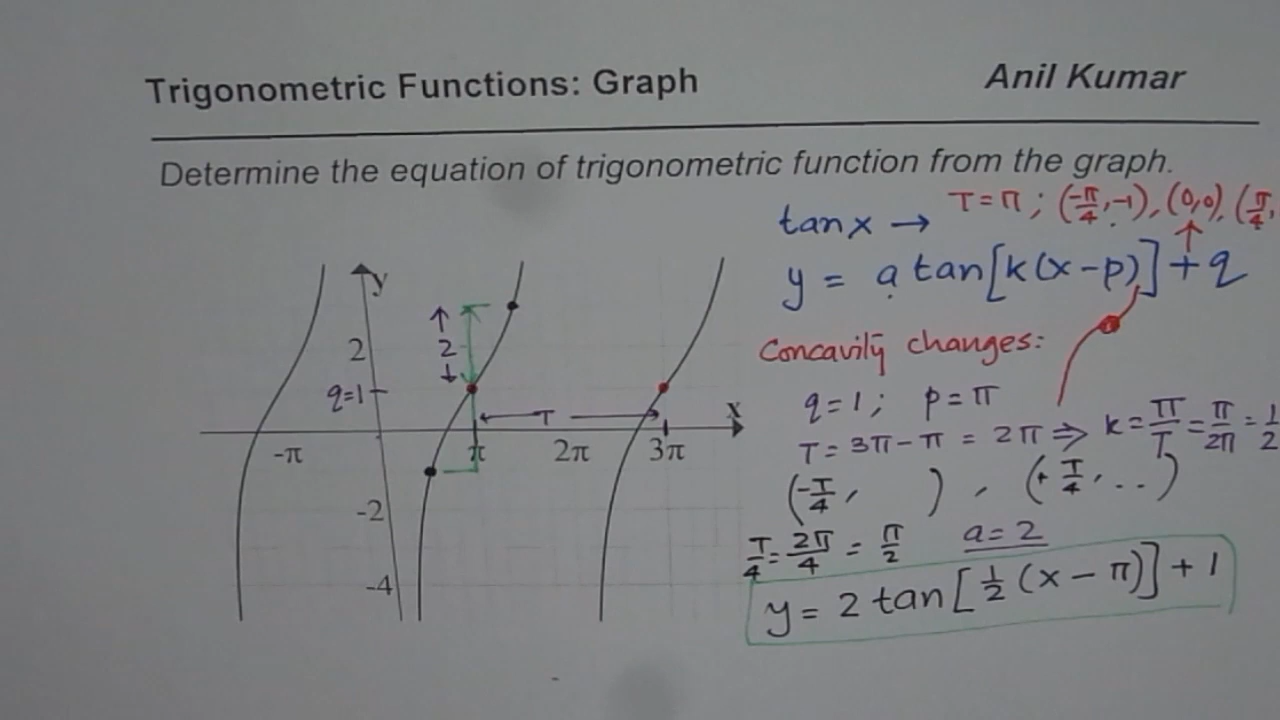 Trigonometric Functions: Graph Anil Kumar
Determine the equation of trigonometric function from the graph.
tan x → T = π ; (-π/4, -1), (0,0), (π/4,
y = a tan[k(x-p)] + q
Concavity changes:
q=1 ; p = π
T = 3π - π = 2π ⇒ k = π/T = π/2π = 1/2
(-T/4, ) , (+T/4, ..)
T/4 = 2π/4 = π/2 a = 2
y = 2 tan[1/2(x - π)] + 1
y
2
2
q=1
T
x
-π
π
2π
3π
-2
-4